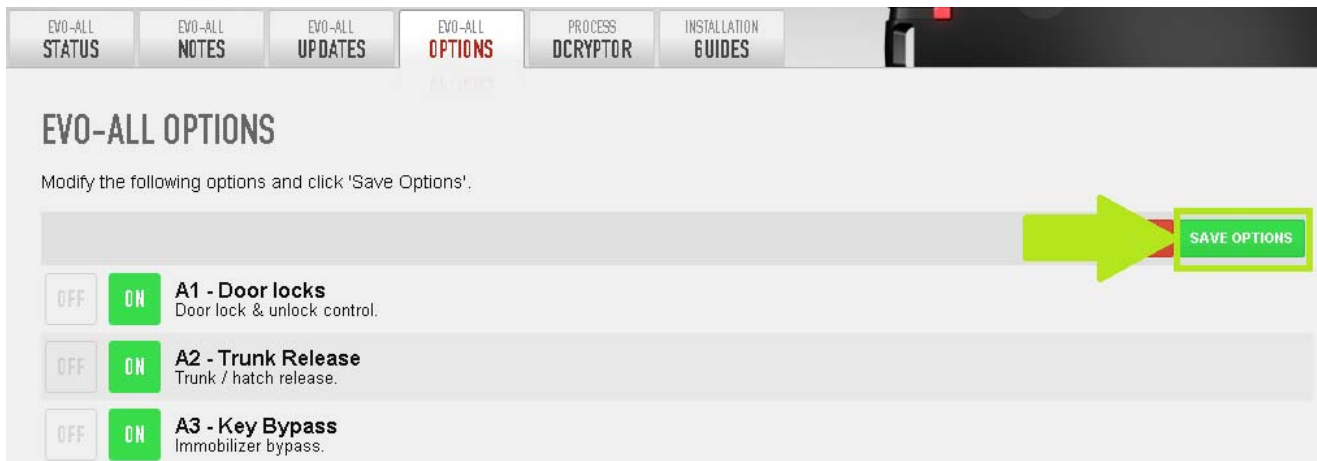 EVO-ALL EVO-ALL EVO-ALL EVO-ALL PROCESS INSTALLATION
STATUS NOTES UPDATES OPTIONS DCRYPTOR GUIDES
EVO-ALL OPTIONS
Modify the following options and click 'Save Options'.
SAVE OPTIONS
OFF ON A1 - Door locks
Door lock & unlock control.
OFF ON A2 - Trunk Release
Trunk / hatch release.
OFF ON A3 - Key Bypass
Immobilizer bypass.